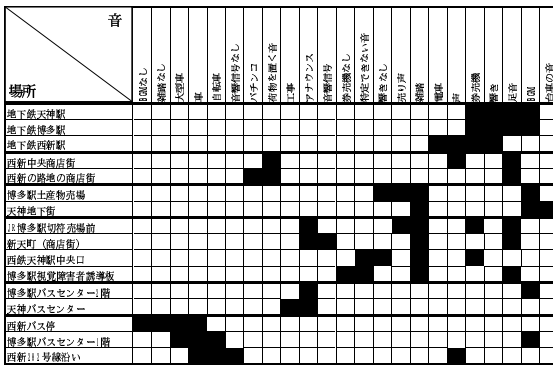 音
場所
BGMなし
雑踏なし
大型車
車
自転車
音響信号なし
パチンコ
荷物を置く音
工事
アナウンス
音響信号
券売機なし
特定できない音
響きなし
売り声
雑踏
電車
声
券売機
響き
足音
BGM
台車の音
地下鉄天神駅
地下鉄博多駅
地下鉄西新駅
西新中央商店街
西新の路地の商店街
博多駅土産物売場
天神地下街
JR博多駅切符売場前
新天町（商店街）
西鉄天神駅中央口
博多駅視覚障害者誘導板
博多駅バスセンター1階
天神バスセンター
西新バス停
博多駅バスセンター1階
西新202号線沿い